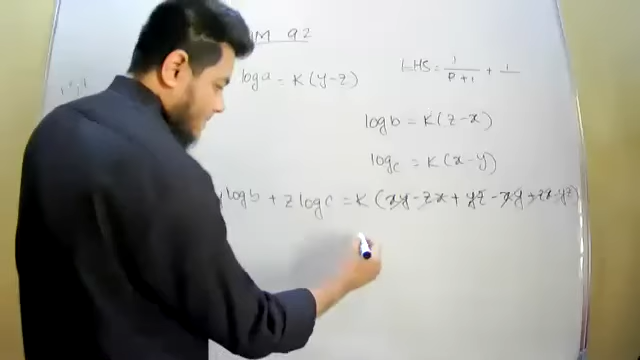 92
log a = K(y-z)
LHS = 1/P+1 + 1
log b = K(z-x)
log c = K(x-y)
y log b + z log c = K(xy-zx+yz-xy+zx-yz)